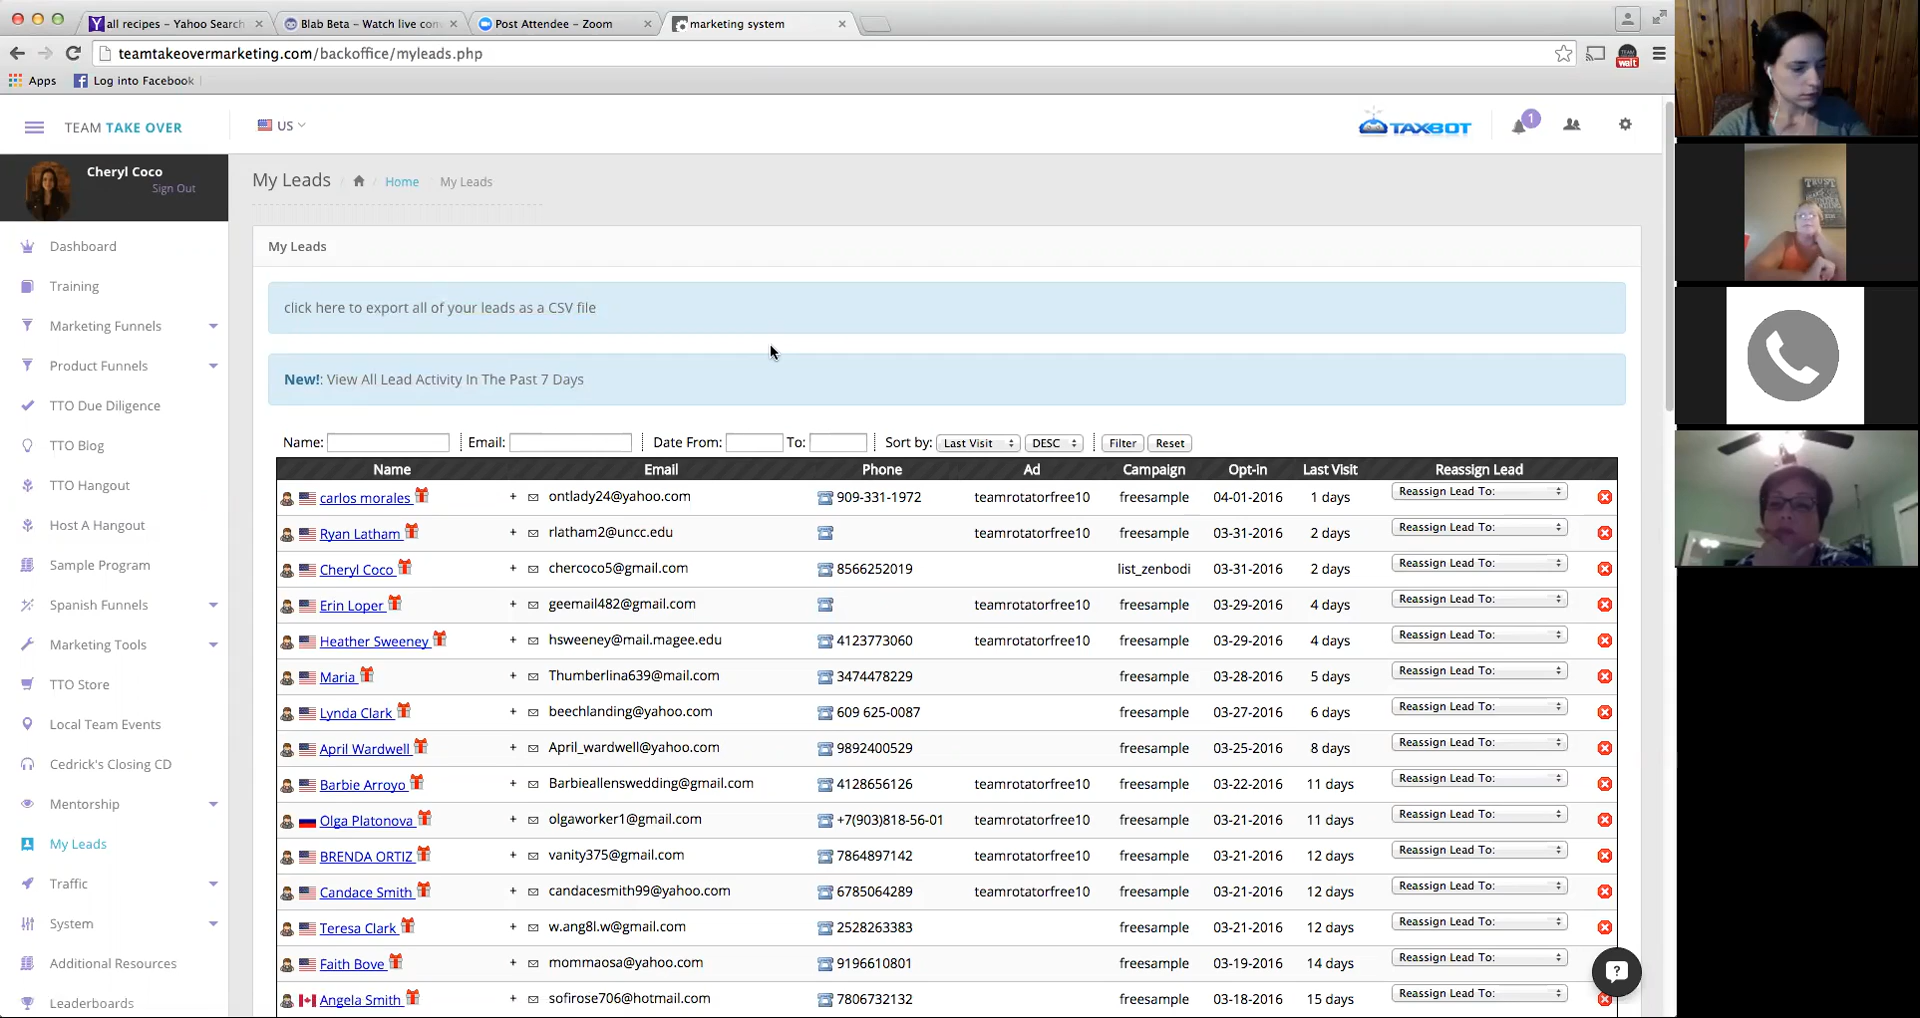 all recipes - Yahoo Search
Blab Beta – Watch live con
Post Attendee – Zoom
marketing system
teamtakeovermarketing.com/backoffice/myleads.php
Apps
Log into Facebook
TEAM TAKE OVER
US
TAXBOT
1
walt
Cheryl Coco
Sign Out
My Leads / Home My Leads
Dashboard
Training
Marketing Funnels
Product Funnels
TTO Due Diligence
TTO Blog
TTO Hangout
Host A Hangout
Sample Program
Spanish Funnels
Marketing Tools
TTO Store
Local Team Events
Cedrick's Closing CD
Mentorship
My Leads
Traffic
System
Additional Resources
Leaderboards
My Leads
click here to export all of your leads as a CSV file
New!: View All Lead Activity In The Past 7 Days
Name: Email: Date From: To: Sort by: Last Visit DESC Filter Reset
Name Email Phone Ad Campaign Opt-in Last Visit Reassign Lead
carlos morales + ontlady24@yahoo.com 909-331-1972 teamrotatorfree10 freesample 04-01-2016 1 days Reassign Lead To:
Ryan Latham + rlatham2@uncc.edu teamrotatorfree10 freesample 03-31-2016 2 days Reassign Lead To:
Cheryl Coco + chercoco5@gmail.com 8566252019 list_zenbodi 03-31-2016 2 days Reassign Lead To:
Erin Loper + geemail482@gmail.com teamrotatorfree10 freesample 03-29-2016 4 days Reassign Lead To:
Heather Sweeney + hsweeney@mail.magee.edu 4123773060 teamrotatorfree10 freesample 03-29-2016 4 days Reassign Lead To:
Maria + Thumberlina639@mail.com 3474478229 freesample 03-28-2016 5 days Reassign Lead To:
Lynda Clark + beechlanding@yahoo.com 609 625-0087 freesample 03-27-2016 6 days Reassign Lead To:
April Wardwell + April_wardwell@yahoo.com 9892400529 freesample 03-25-2016 8 days Reassign Lead To:
Barbie Arroyo + Barbieallenswedding@gmail.com 4128656126 teamrotatorfree10 freesample 03-22-2016 11 days Reassign Lead To:
Olga Platonova + olgaworker1@gmail.com +7(903)818-56-01 teamrotatorfree10 freesample 03-21-2016 11 days Reassign Lead To:
BRENDA ORTIZ + vanity375@gmail.com 7864897142 teamrotatorfree10 freesample 03-21-2016 12 days Reassign Lead To:
Candace Smith + candacesmith99@yahoo.com 6785064289 teamrotatorfree10 freesample 03-21-2016 12 days Reassign Lead To:
Teresa Clark + w.ang8l.w@gmail.com 2528263383 freesample 03-21-2016 12 days Reassign Lead To:
Faith Bove + mommaosa@yahoo.com 9196610801 freesample 03-19-2016 14 days Reassign Lead To:
Angela Smith + sofirose706@hotmail.com 7806732132 freesample 03-18-2016 15 days Reassign Lead To:
TRUST